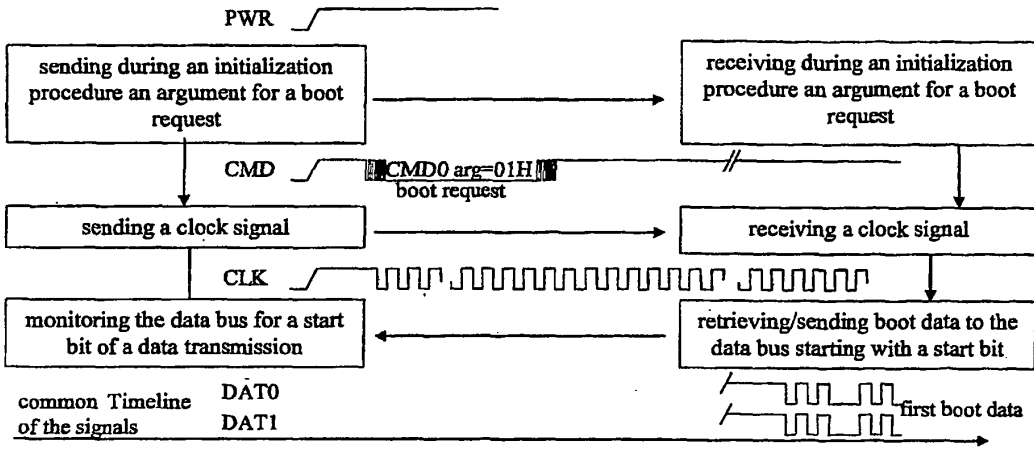 PWR
sending during an initialization
procedure an argument for a boot
request
receiving during an initialization
procedure an argument for a boot
request
CMD
CMD0 arg=01H
boot request
sending a clock signal
receiving a clock signal
CLK
monitoring the data bus for a start
bit of a data transmission
retrieving/sending boot data to the
data bus starting with a start bit
DAT0
DAT1
first boot data
common Timeline
of the signals